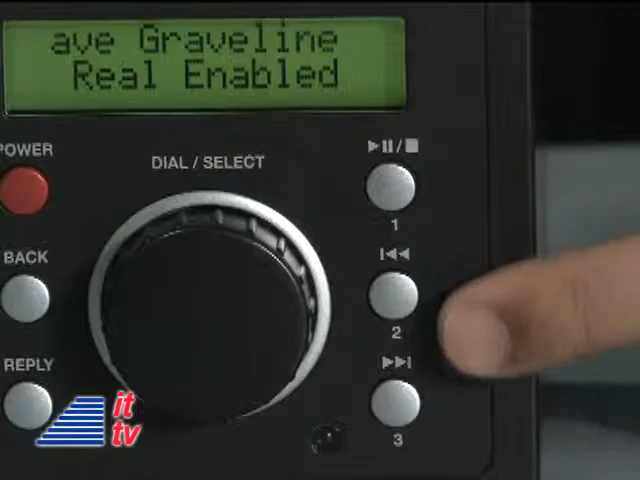 ave Graveline
Real Enabled
POWER
DIAL / SELECT
▶❚❚/■
1
BACK
❙◀◀
2
REPLY
▶▶❙
3
it
tv